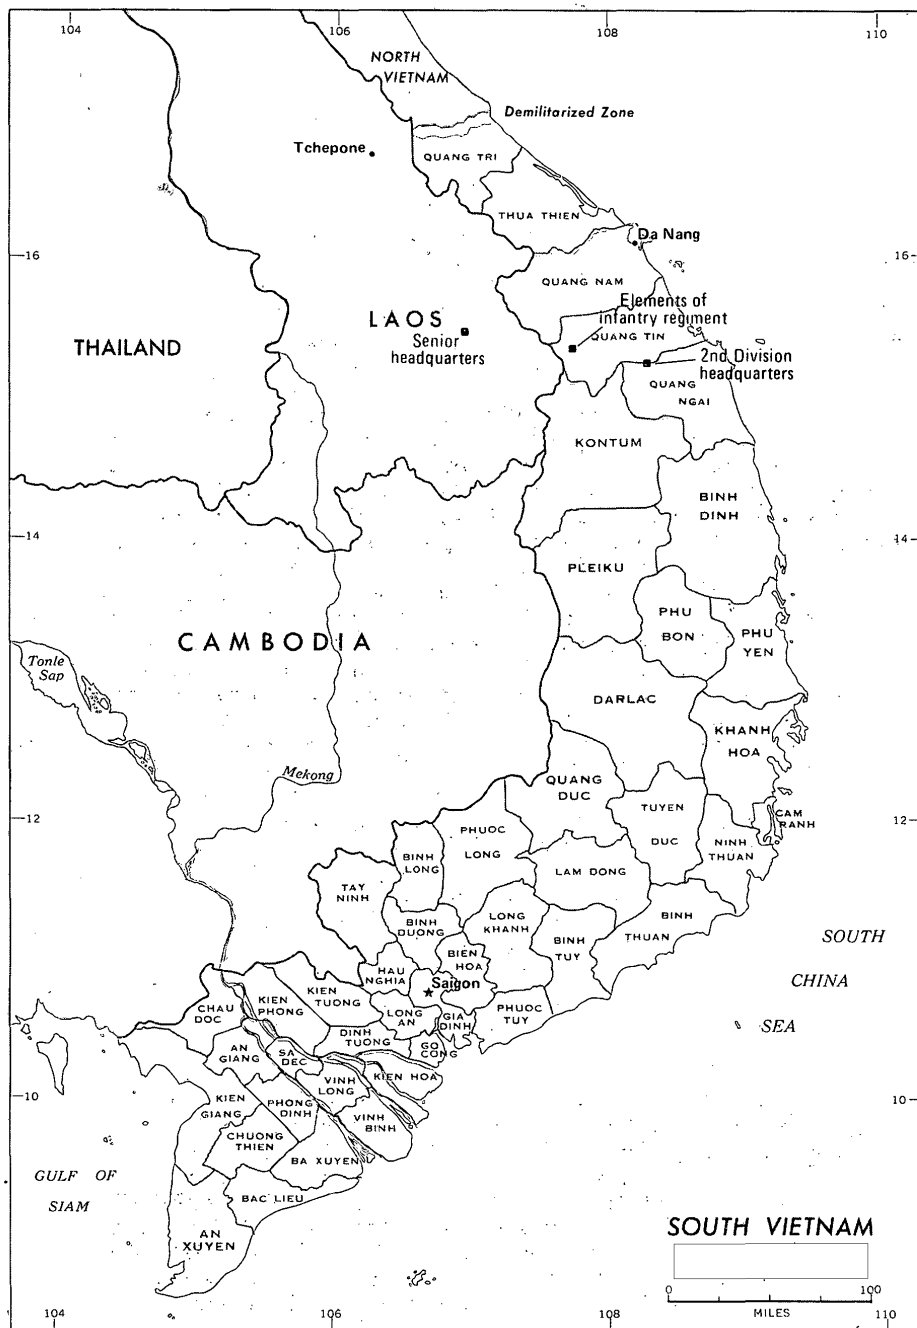 104
106
108
110
NORTH
VIETNAM
Demilitarized Zone
Tchepone
QUANG TRI
THUA THIEN
Da Nang
16
16
QUANG NAM
Elements of
infantry regiment
LAOS
Senior
headquarters
QUANG TIN
THAILAND
2nd Division
headquarters
QUANG
NGAI
KONTUM
BINH
DINH
14
14
PLEIKU
PHU
BON
PHU
YEN
CAMBODIA
Tonle
Sap
DARLAC
KHANH
HOA
Mekong
QUANG
DUC
TUYEN
DUC
CAM
RANH
12
12
PHUOC
LONG
BINH
LONG
NINH
THUAN
LAM DONG
TAY
NINH
LONG
KHANH
BINH
THUAN
BINH
DUONG
BINH
TUY
BIEN
HOA
SOUTH
CHINA
SEA
HAU
NGHIA
Saigon
KIEN
TUONG
KIEN
PHONG
CHAU
DOC
LONG
AN
GIA
DINH
PHUOC
TUY
DINH
TUONG
GO
CONG
AN
GIANG
SA
DEC
KIEN HOA
VINH
LONG
10
10
KIEN
GIANG
PHONG
DINH
VINH
BINH
CHUONG
THIEN
BA XUYEN
GULF OF
SIAM
BAC LIEU
AN
XUYEN
SOUTH VIETNAM
0
100
MILES
104
106
108
110